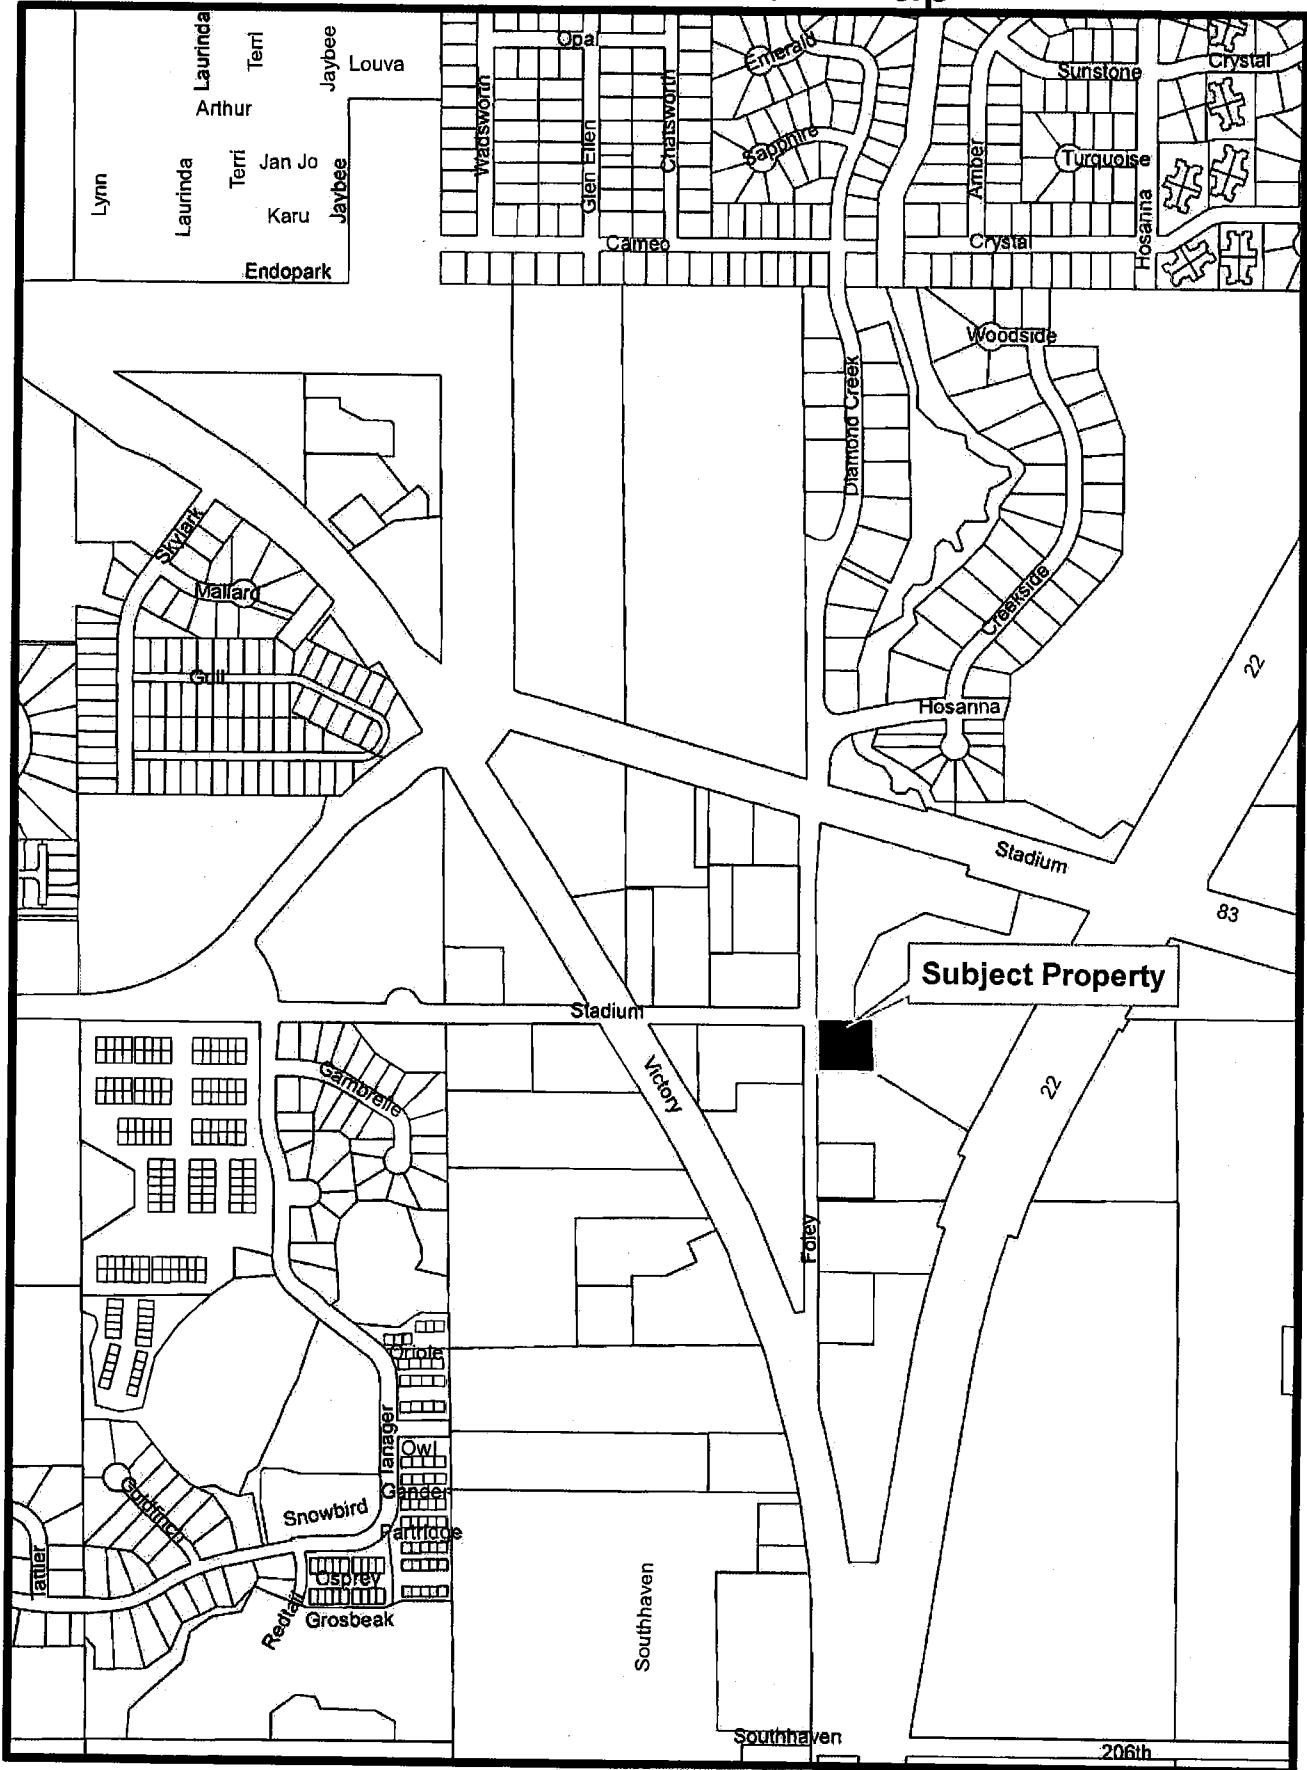 Laurinda
Terri
Jaybee
Louva
Arthur
Opal
Emerald
Sunstone
Crystal
Wadsworth
Glen Ellen
Chatsworth
Sapphire
Amber
Turquoise
Hosanna
Lynn
Laurinda
Terri
Jan Jo
Jaybee
Karu
Cameo
Crystal
Endopark
Woodside
Diamond Creek
Skylark
Mallard
Creekside
22
Gull
Hosanna
Stadium
83
Subject Property
Stadium
Gambrelle
Victory
22
Foley
Oriole
Tanager
Owl
Gander
Goldfinch
Snowbird
Partridge
Tattler
Osprey
Redtail
Grosbeak
Southhaven
Southhaven
206th